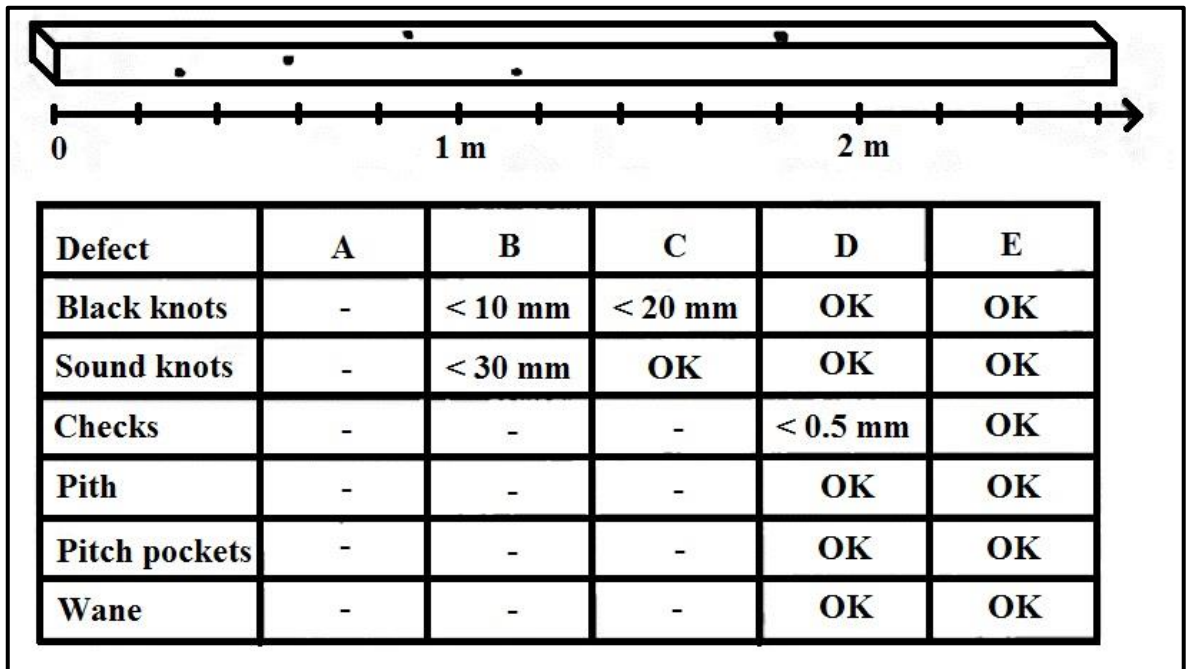 0 1 m 2 m
Defect A B C D E
Black knots - < 10 mm < 20 mm OK OK
Sound knots - < 30 mm OK OK OK
Checks - - - < 0.5 mm OK
Pith - - - OK OK
Pitch pockets - - - OK OK
Wane - - - OK OK